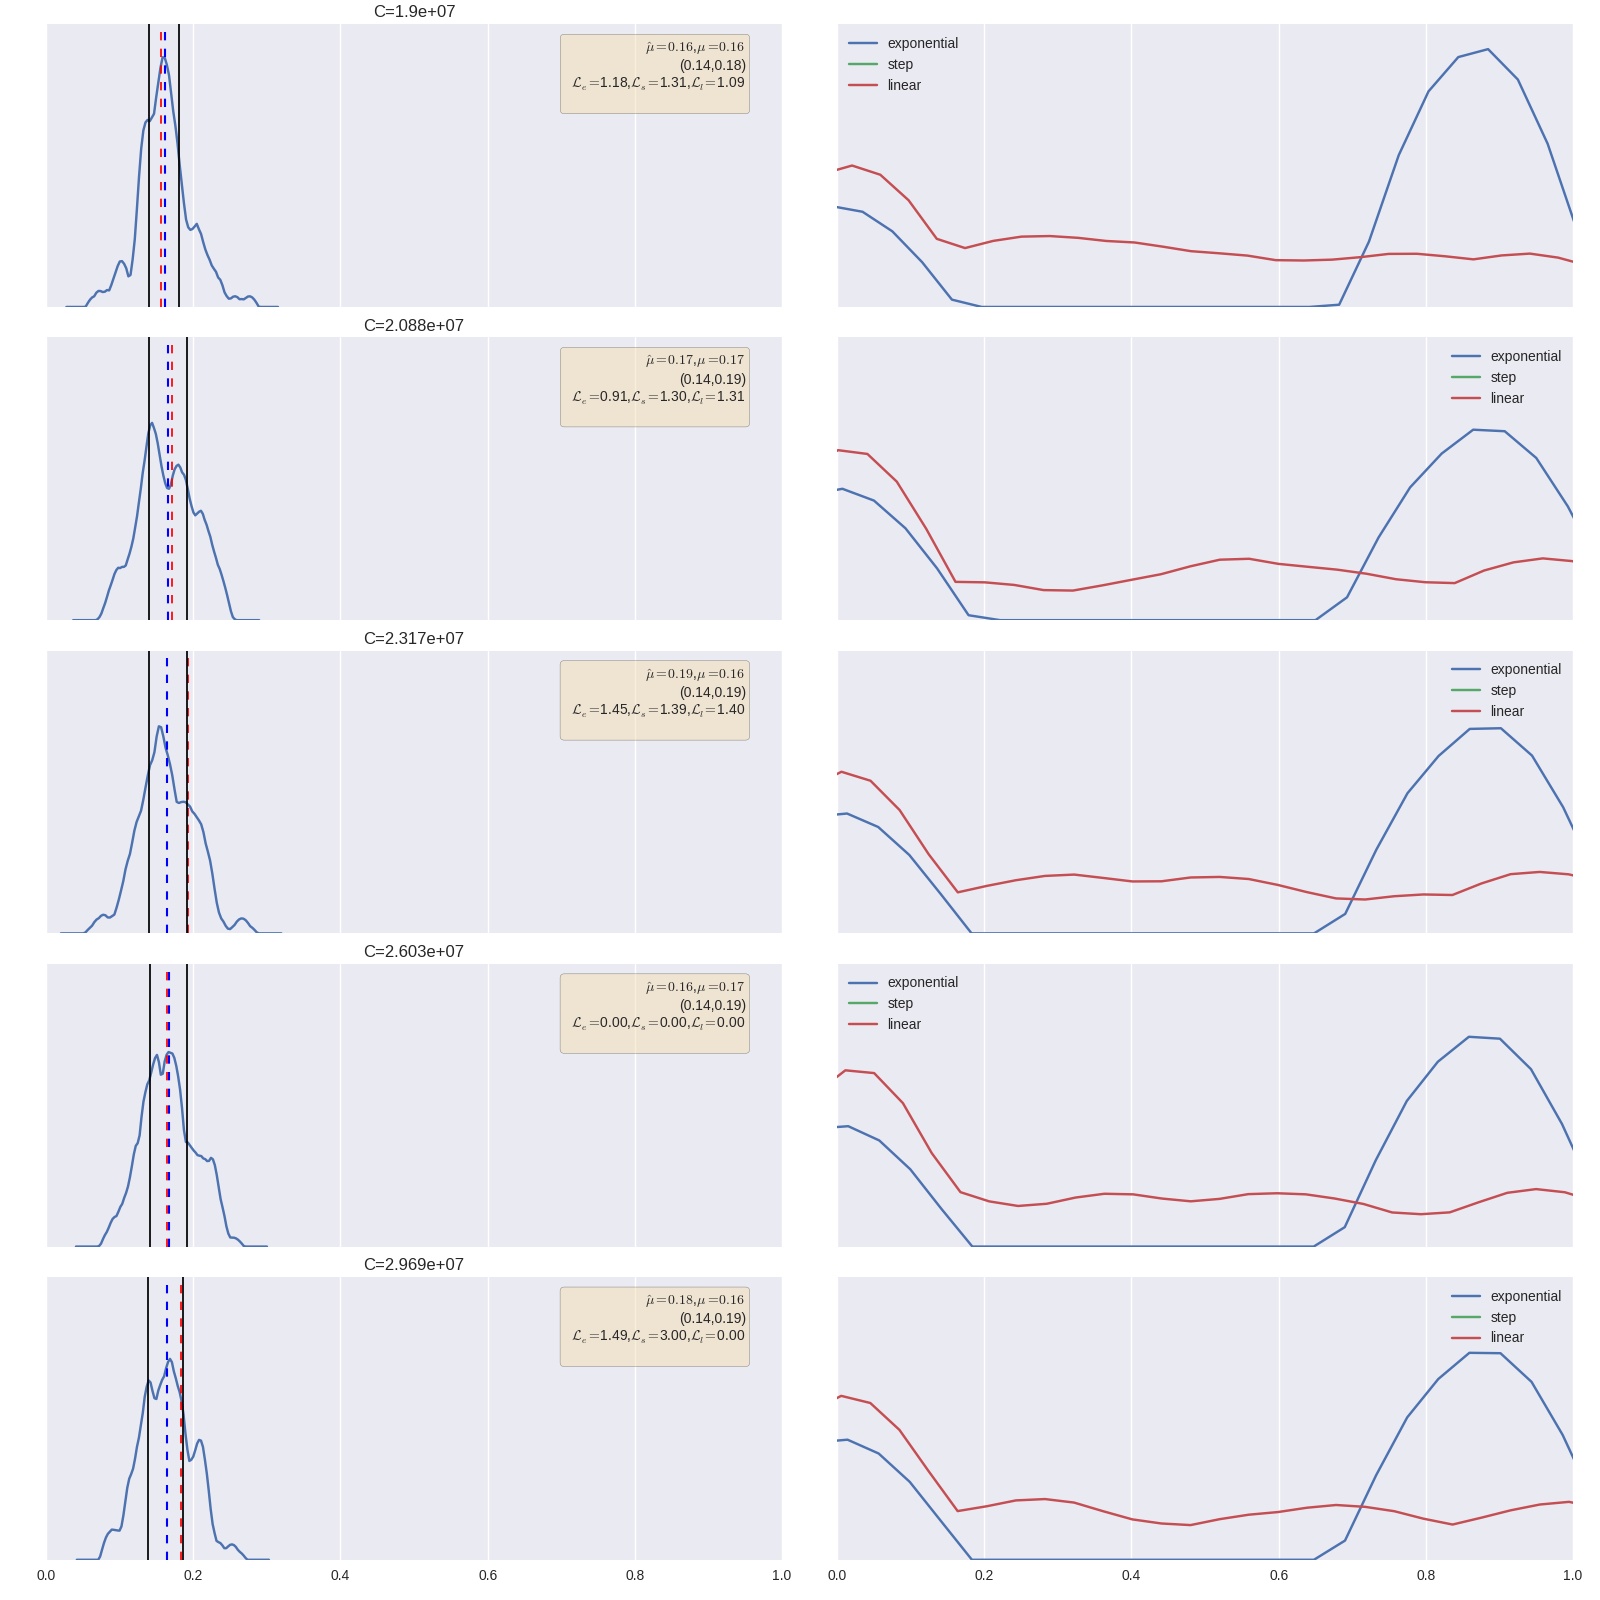 C=1.9e+07
μ̂=0.16,μ=0.16
(0.14,0.18)
ℒₑ=1.18,ℒₛ=1.31,ℒₗ=1.09
exponential
step
linear
C=2.088e+07
μ̂=0.17,μ=0.17
(0.14,0.19)
ℒₑ=0.91,ℒₛ=1.30,ℒₗ=1.31
exponential
step
linear
C=2.317e+07
μ̂=0.19,μ=0.16
(0.14,0.19)
ℒₑ=1.45,ℒₛ=1.39,ℒₗ=1.40
exponential
step
linear
C=2.603e+07
μ̂=0.16,μ=0.17
(0.14,0.19)
ℒₑ=0.00,ℒₛ=0.00,ℒₗ=0.00
exponential
step
linear
C=2.969e+07
μ̂=0.18,μ=0.16
(0.14,0.19)
ℒₑ=1.49,ℒₛ=3.00,ℒₗ=0.00
exponential
step
linear
0.0 0.2 0.4 0.6 0.8 1.0
0.0 0.2 0.4 0.6 0.8 1.0